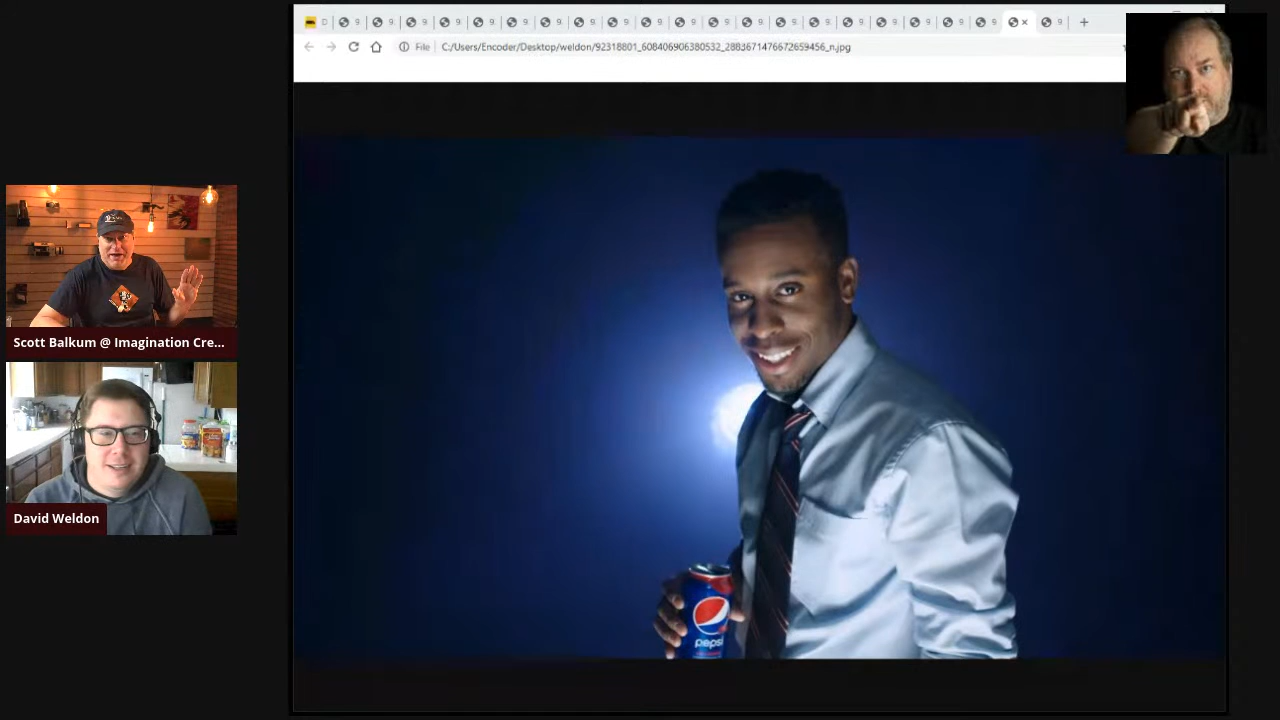 File C:/Users/Encoder/Desktop/weldon/92318801_608406906380532_2883671476672659456_n.jpg
Scott Balkum @ Imagination Cre...
David Weldon
pepsi